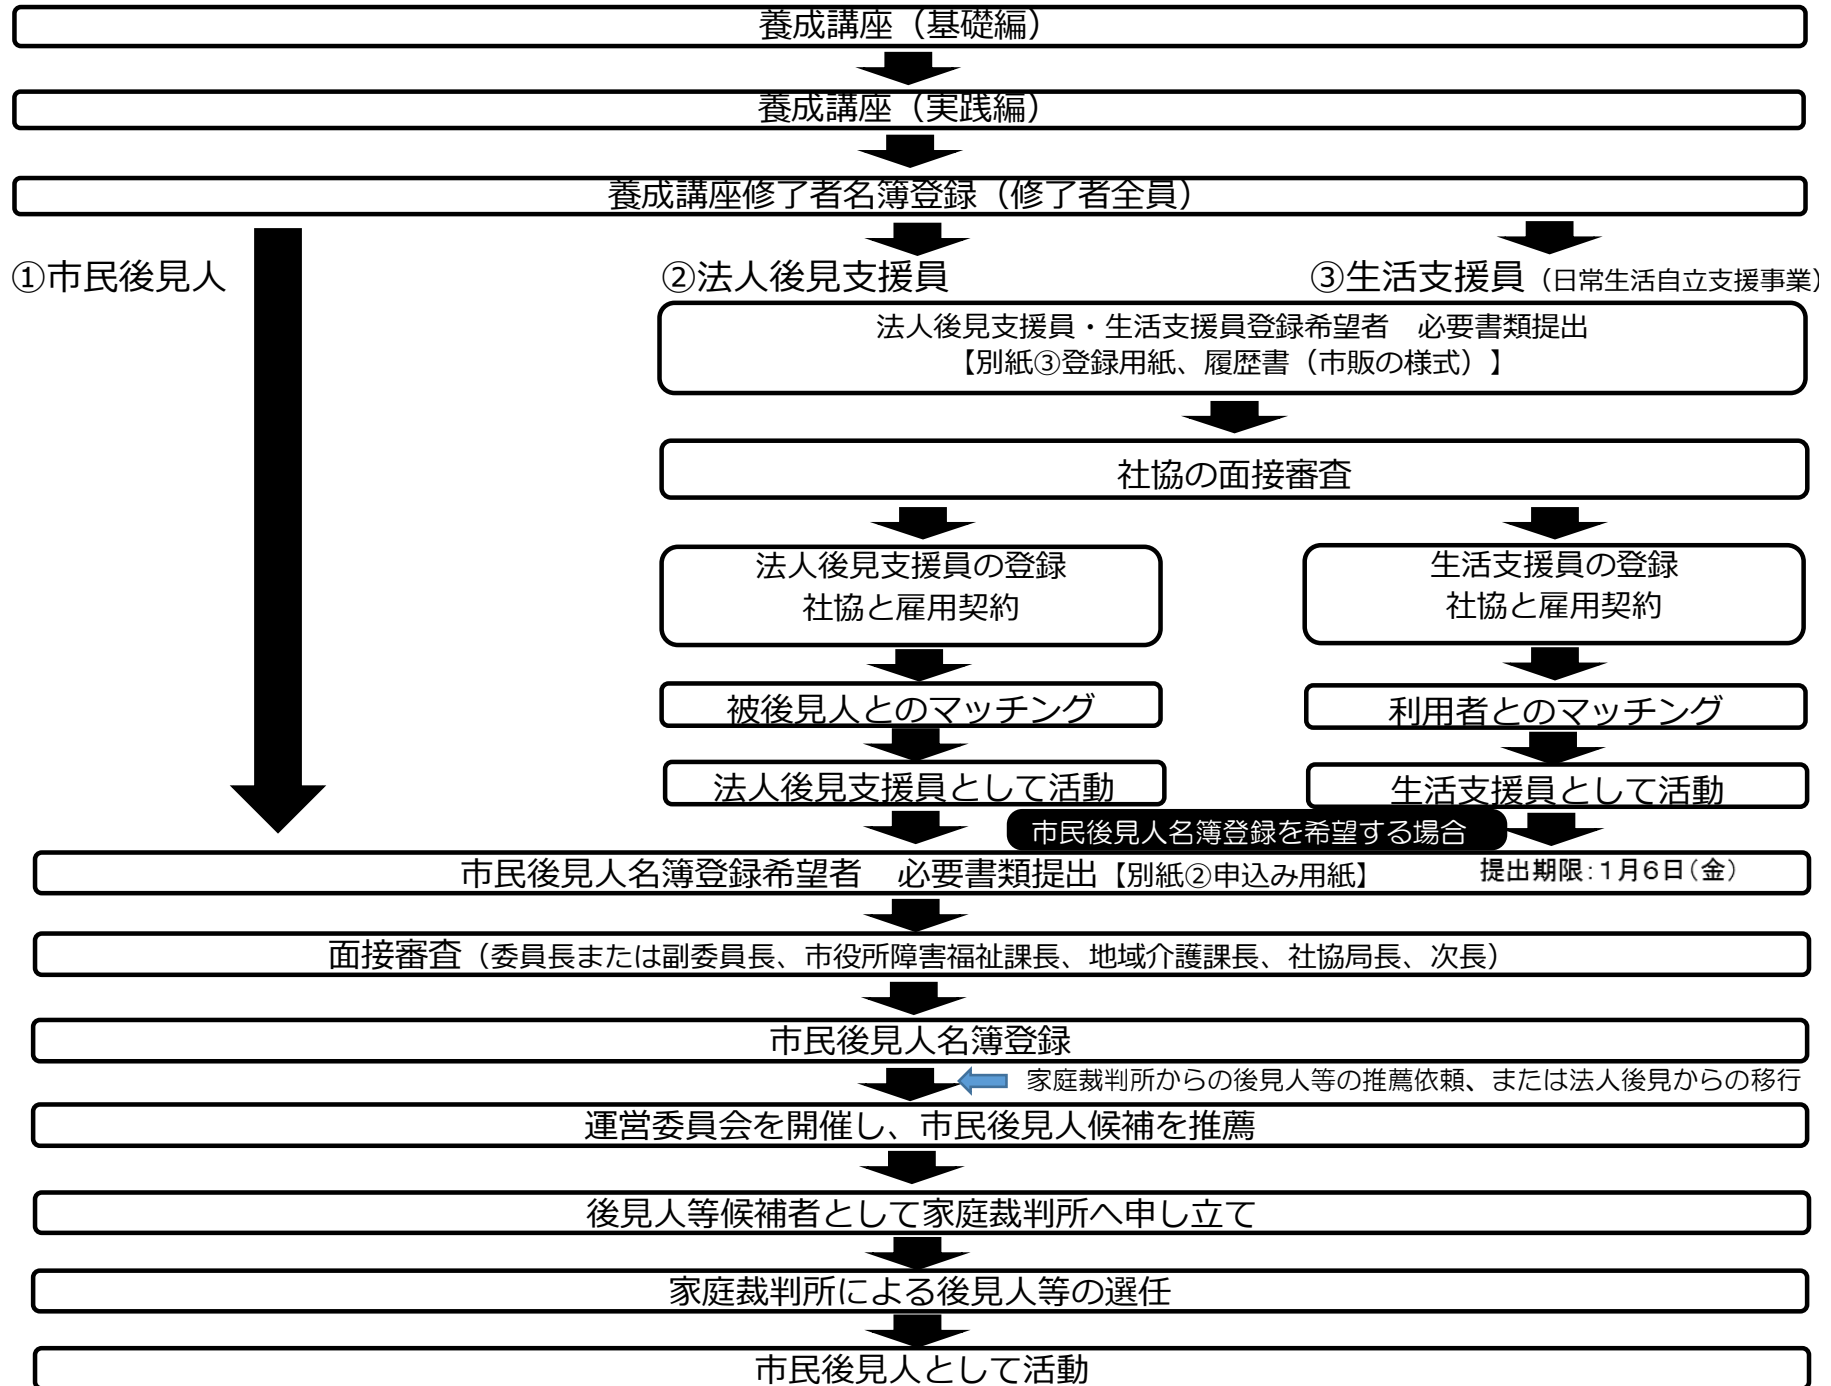 養成講座（基礎編）
養成講座（実践編）
養成講座修了者名簿登録（修了者全員）
①市民後見人
②法人後見支援員
③生活支援員（日常生活自立支援事業）
法人後見支援員・生活支援員登録希望者　必要書類提出
【別紙③登録用紙、履歴書（市販の様式）】
社協の面接審査
法人後見支援員の登録
社協と雇用契約
生活支援員の登録
社協と雇用契約
被後見人とのマッチング
利用者とのマッチング
法人後見支援員として活動
生活支援員として活動
市民後見人名簿登録を希望する場合
市民後見人名簿登録希望者　必要書類提出【別紙②申込み用紙】　提出期限：１月６日（金）
面接審査（委員長または副委員長、市役所障害福祉課長、地域介護課長、社協局長、次長）
市民後見人名簿登録
家庭裁判所からの後見人等の推薦依頼、または法人後見からの移行
運営委員会を開催し、市民後見人候補を推薦
後見人等候補者として家庭裁判所へ申し立て
家庭裁判所による後見人等の選任
市民後見人として活動